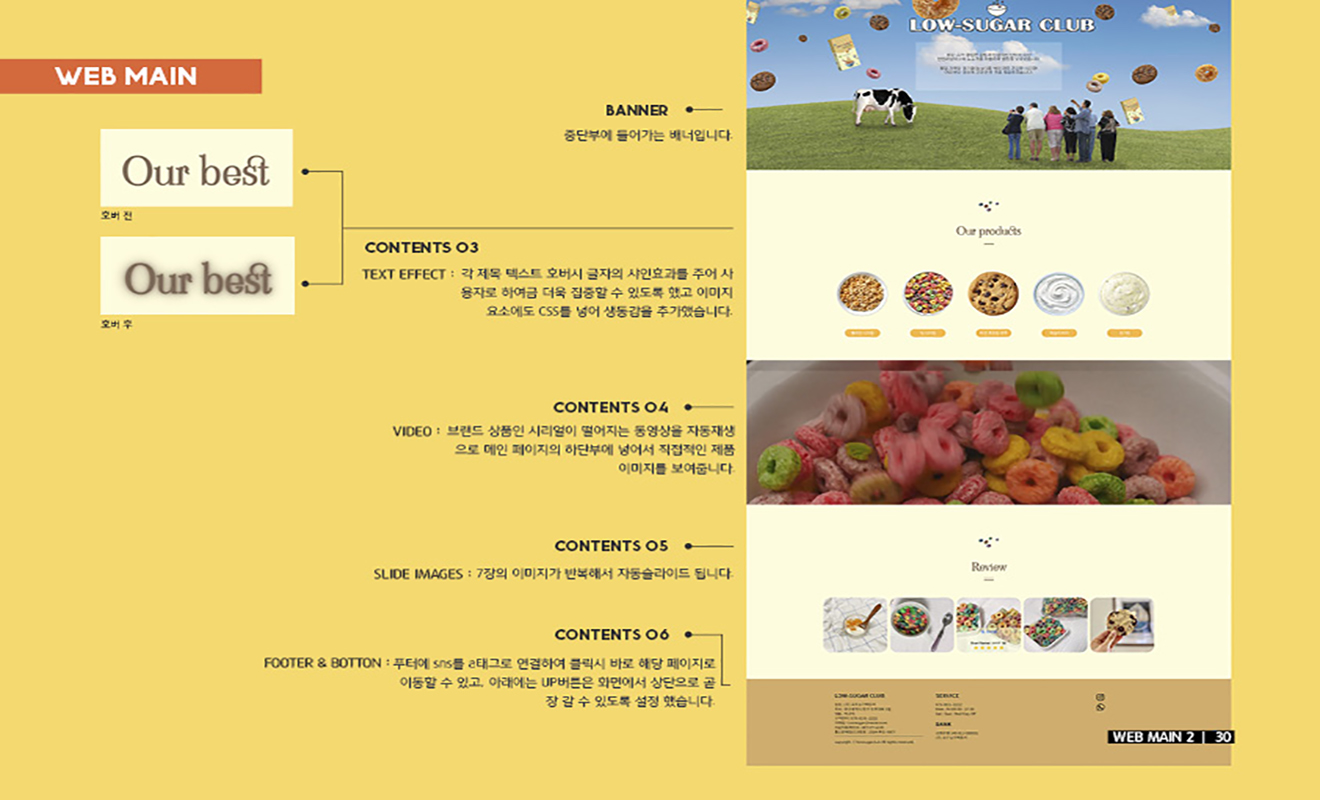 WEB MAIN
Our best
호버 전
Our best
호버 후
BANNER
중단부에 들어가는 배너입니다.
CONTENTS 03
TEXT EFFECT : 각 제목 텍스트 호버시 글자의 샤인효과를 주어 사
용자로 하여금 더욱 집중할 수 있도록 했고 이미지
요소에도 CSS를 넣어 생동감을 추가했습니다.
CONTENTS 04
VIDEO : 브랜드 상품인 시리얼이 떨어지는 동영상을 자동재생
으로 메인 페이지의 하단부에 넣어서 직접적인 제품
이미지를 보여줍니다.
CONTENTS 05
SLIDE IMAGES : 7장의 이미지가 반복해서 자동슬라이드 됩니다.
CONTENTS 06
FOOTER & BOTTON : 푸터에 sns를 a태그로 연결하여 클릭시 바로 해당 페이지로
이동할 수 있고, 아래에는 UP버튼은 화면에서 상단으로 곧
장 갈 수 있도록 설정 했습니다.
LOW-SUGAR CLUB
Our products
Review
LOW-SUGAR CLUB
SERVICE
WEB MAIN 2 | 30